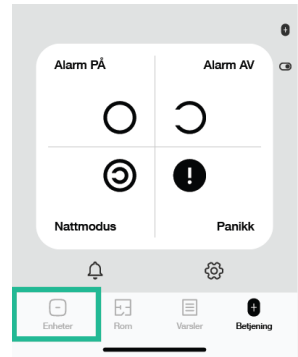 Alarm PÅ
Alarm AV
Nattmodus
Panikk
Enheter
Rom
Varsler
Betjening